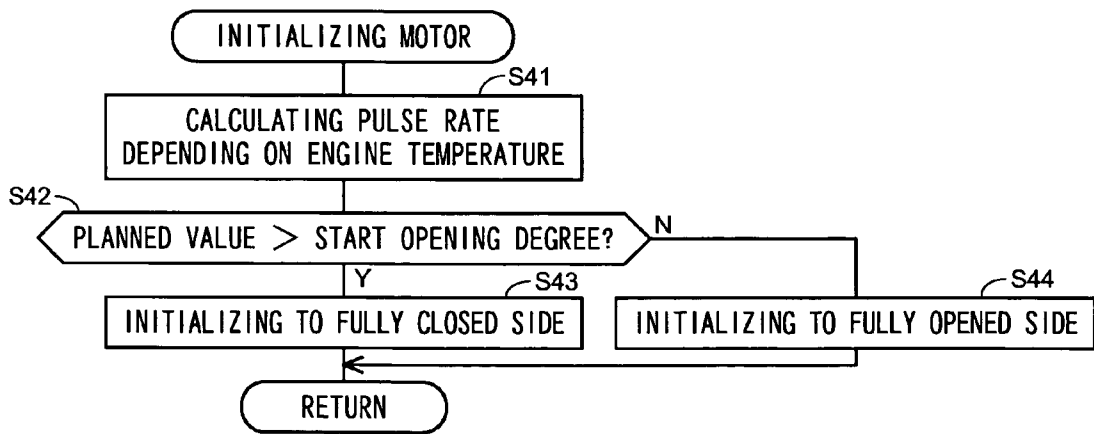 INITIALIZING MOTOR
S41
CALCULATING PULSE RATE
DEPENDING ON ENGINE TEMPERATURE
S42
PLANNED VALUE > START OPENING DEGREE?
N
Y
S43
INITIALIZING TO FULLY CLOSED SIDE
S44
INITIALIZING TO FULLY OPENED SIDE
RETURN